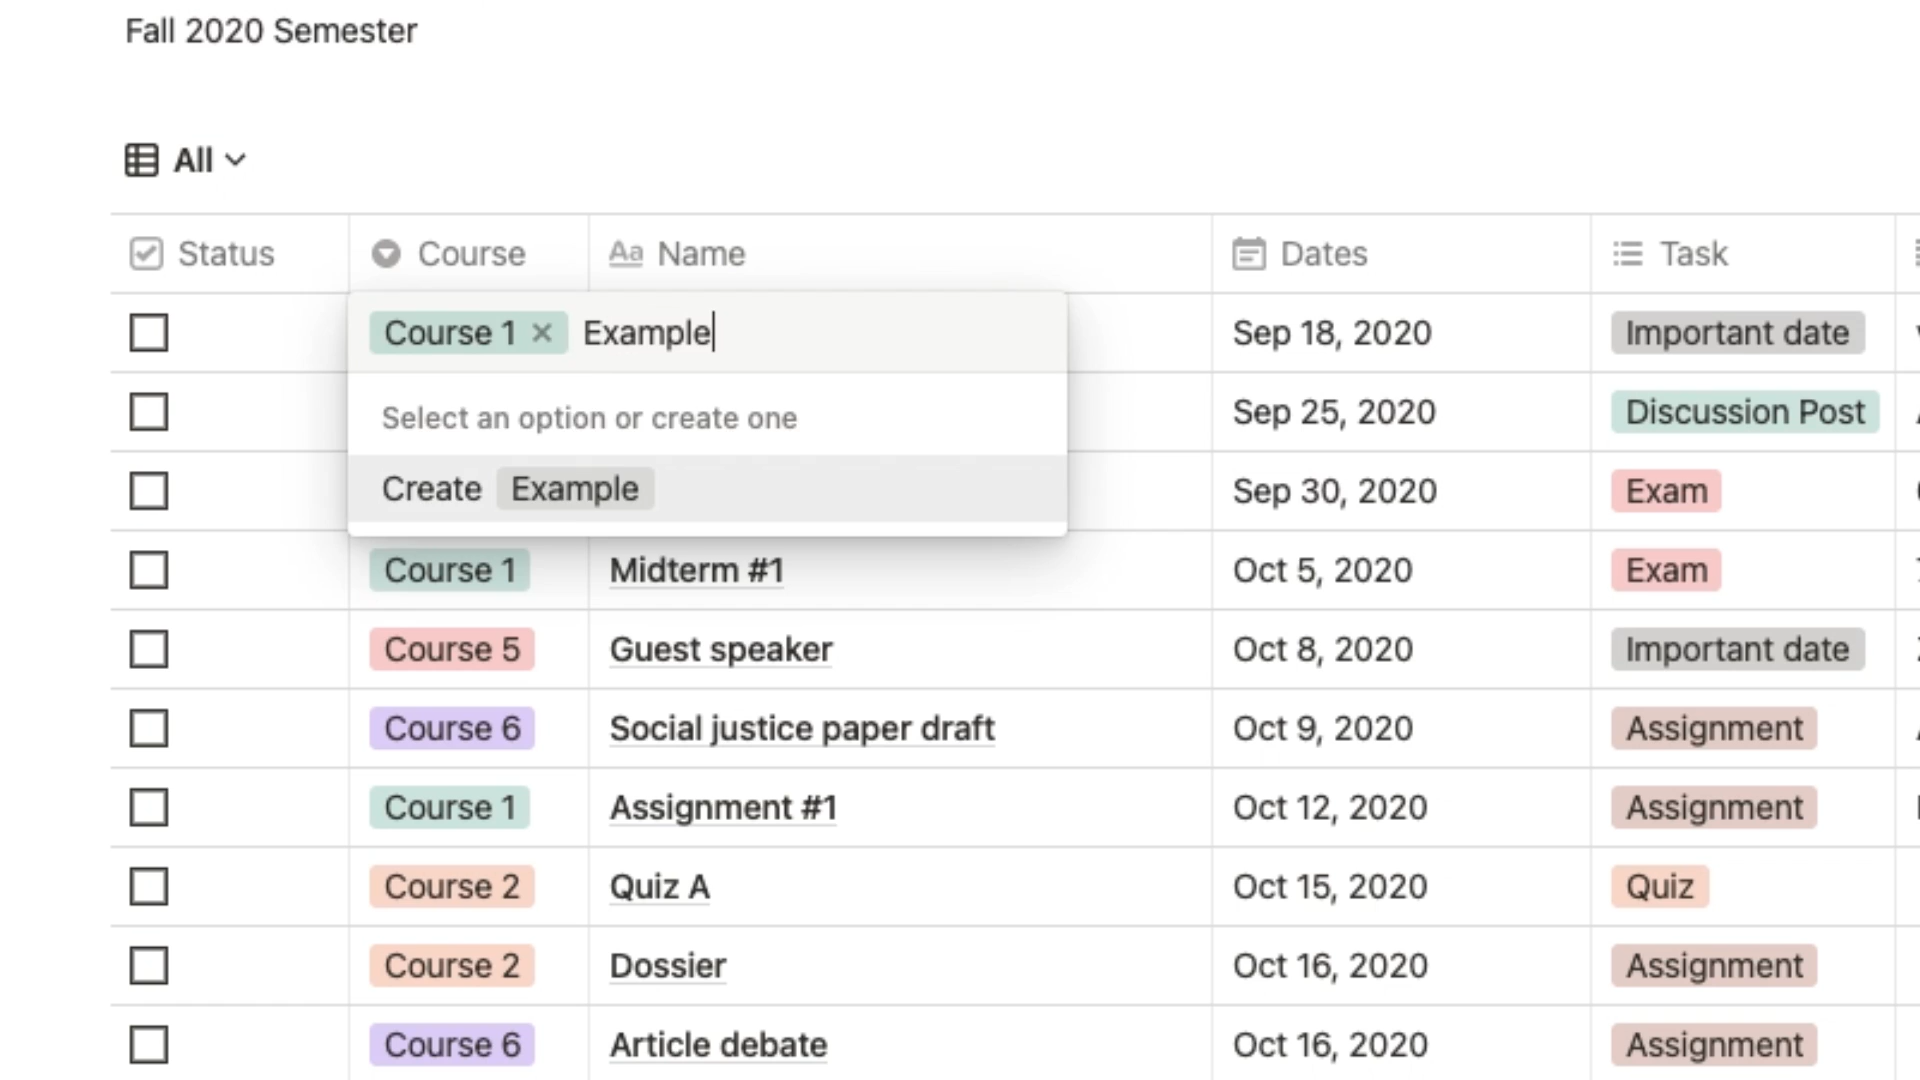 Fall 2020 Semester
All
Status Course Aa Name Dates Task
Course 1 × Example Sep 18, 2020 Important date
Select an option or create one Sep 25, 2020 Discussion Post
Create Example Sep 30, 2020 Exam
Course 1 Midterm #1 Oct 5, 2020 Exam
Course 5 Guest speaker Oct 8, 2020 Important date
Course 6 Social justice paper draft Oct 9, 2020 Assignment
Course 1 Assignment #1 Oct 12, 2020 Assignment
Course 2 Quiz A Oct 15, 2020 Quiz
Course 2 Dossier Oct 16, 2020 Assignment
Course 6 Article debate Oct 16, 2020 Assignment